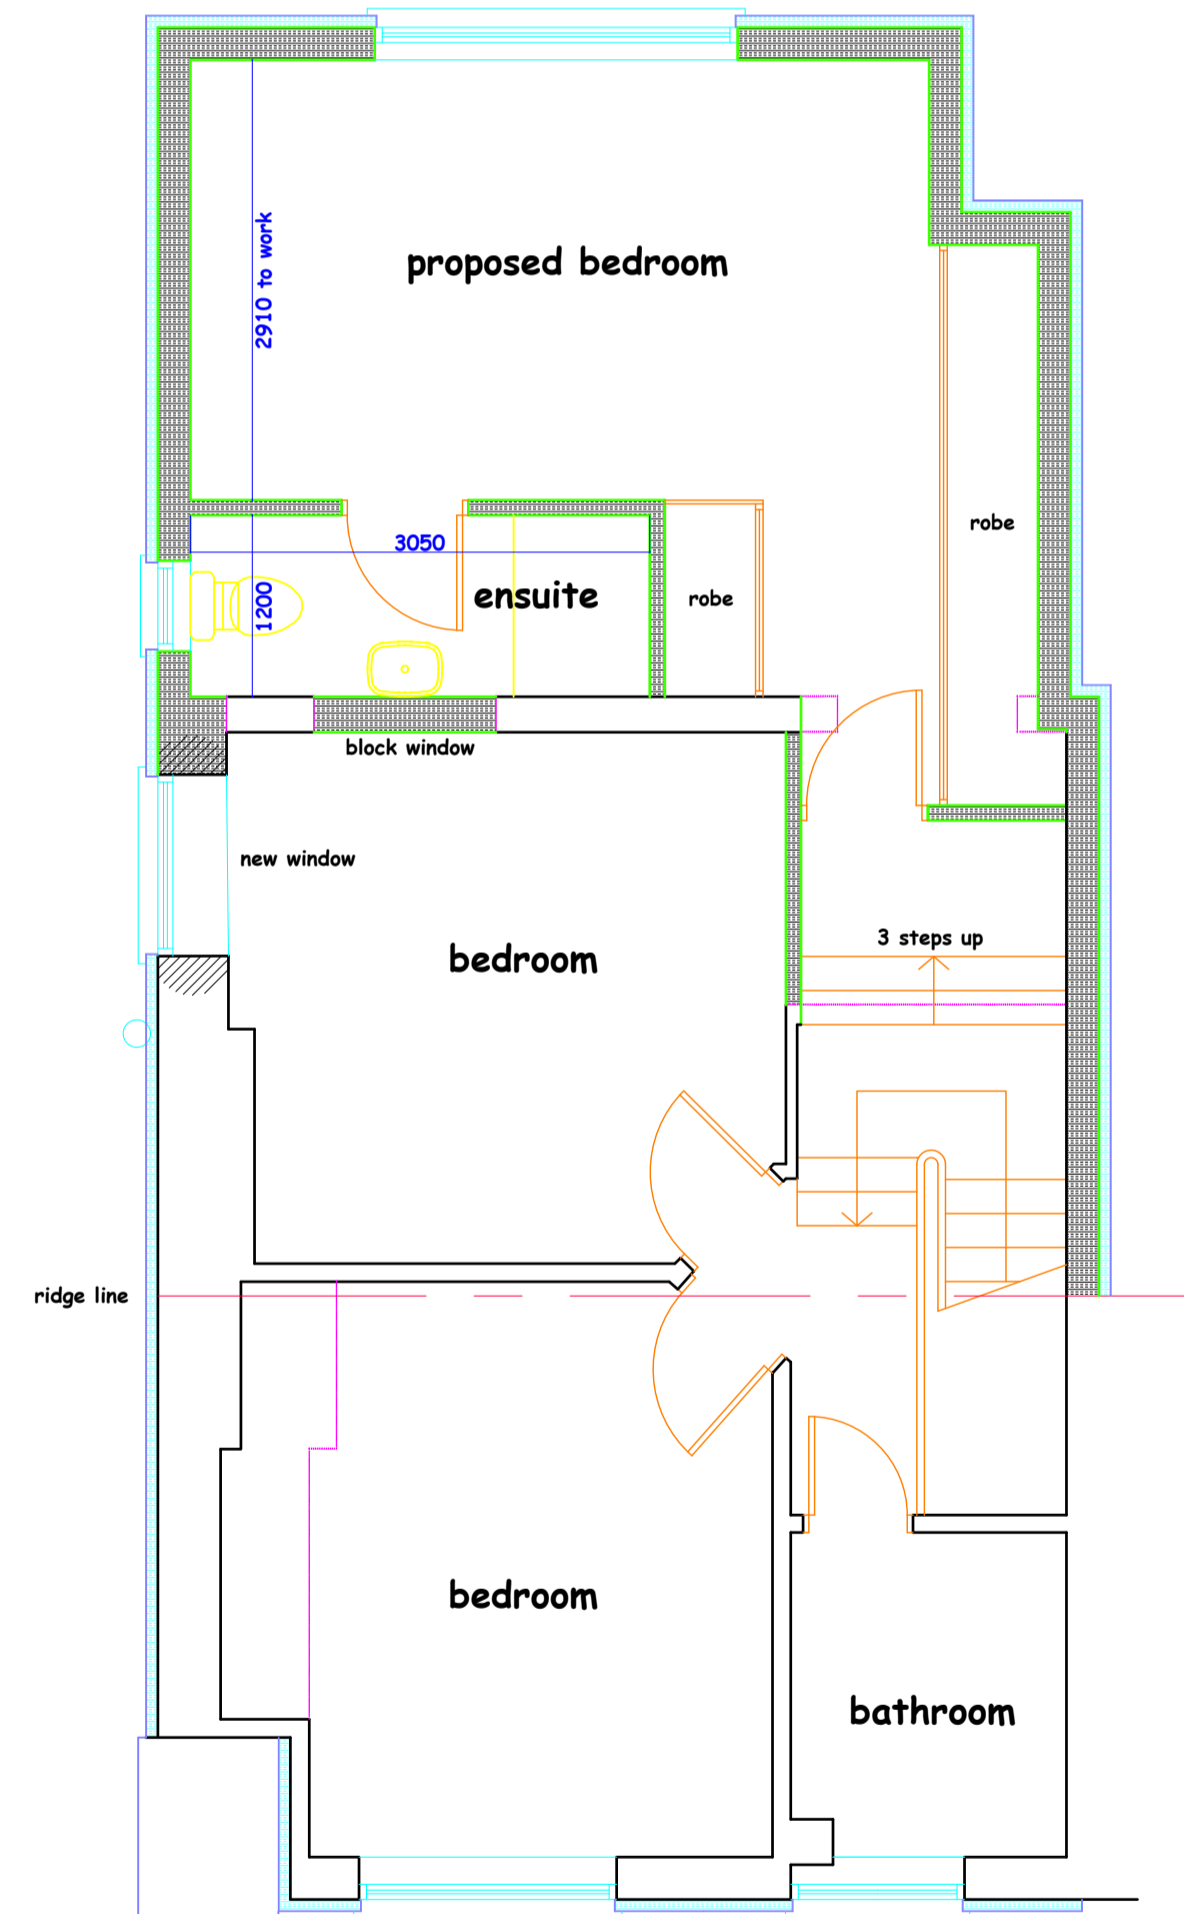 2910 to work
proposed bedroom
robe
3050
ensuite
1200
robe
block window
new window
3 steps up
bedroom
ridge line
bedroom
bathroom